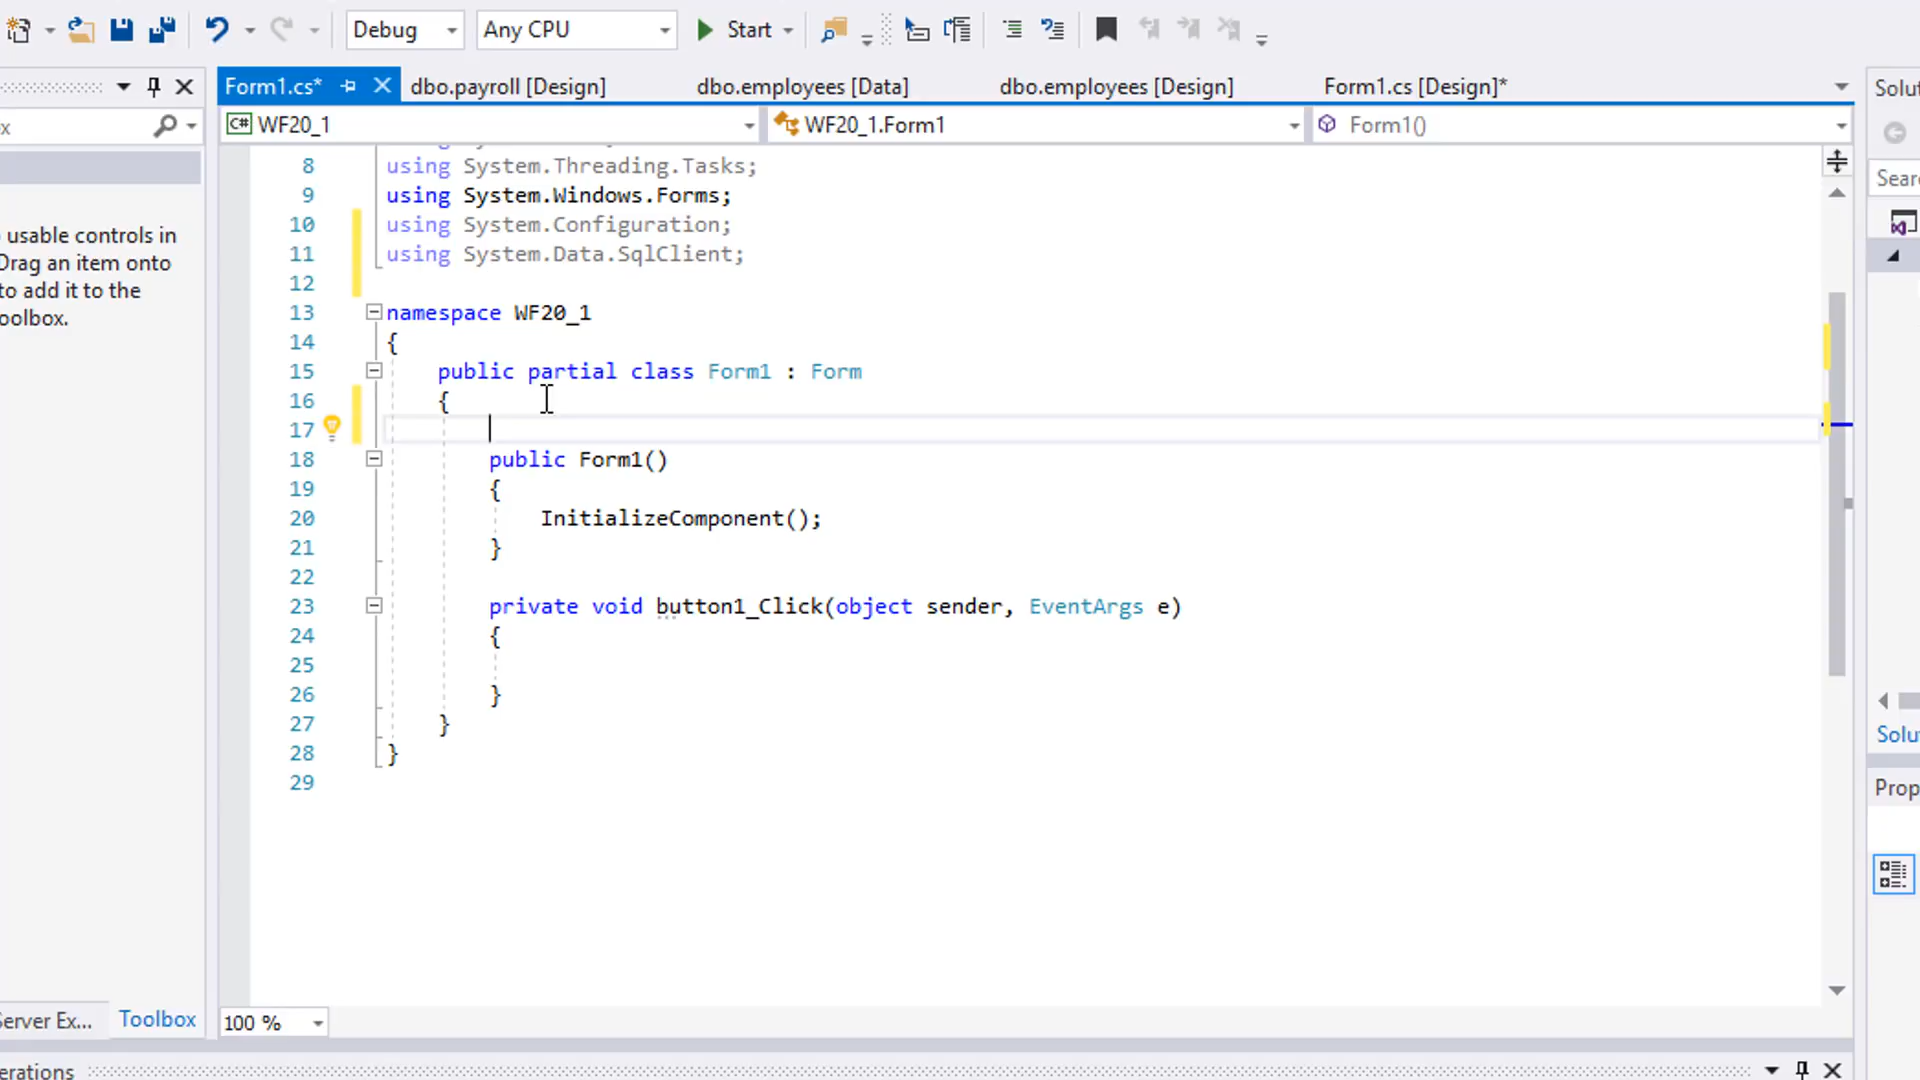 Debug
Any CPU
Start
Form1.cs*
dbo.payroll [Design]
dbo.employees [Data]
dbo.employees [Design]
Form1.cs [Design]*
Solut
x
C# WF20_1
WF20_1.Form1
Form1()
Sear
8 using System.Threading.Tasks;
9 using System.Windows.Forms;
10 using System.Configuration;
11 using System.Data.SqlClient;
12
13 namespace WF20_1
14 {
15 public partial class Form1 : Form
16 {
17
18 public Form1()
19 {
20 InitializeComponent();
21 }
22
23 private void button1_Click(object sender, EventArgs e)
24 {
25
26 }
27 }
28 }
29
usable controls in
Drag an item onto
to add it to the
oolbox.
Solut
Prop
Server Ex...
Toolbox
100 %
erations